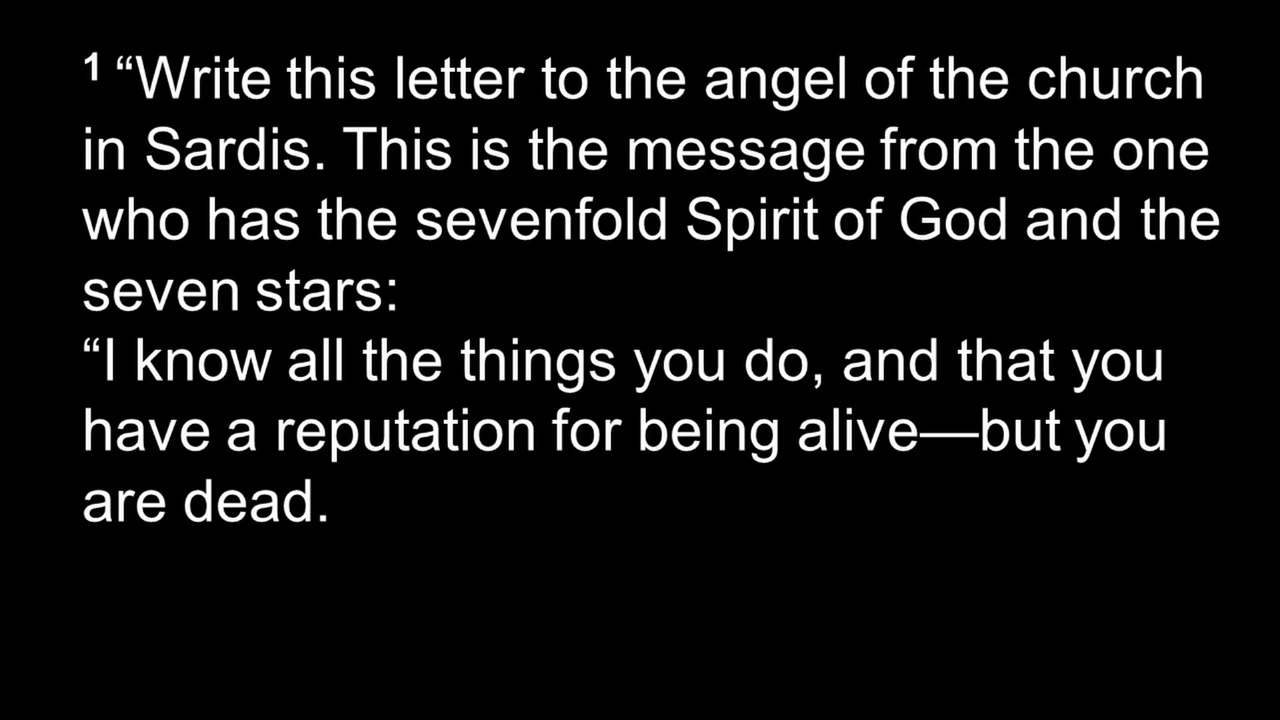 ¹ “Write this letter to the angel of the church
in Sardis. This is the message from the one
who has the sevenfold Spirit of God and the
seven stars:
“I know all the things you do, and that you
have a reputation for being alive—but you
are dead.